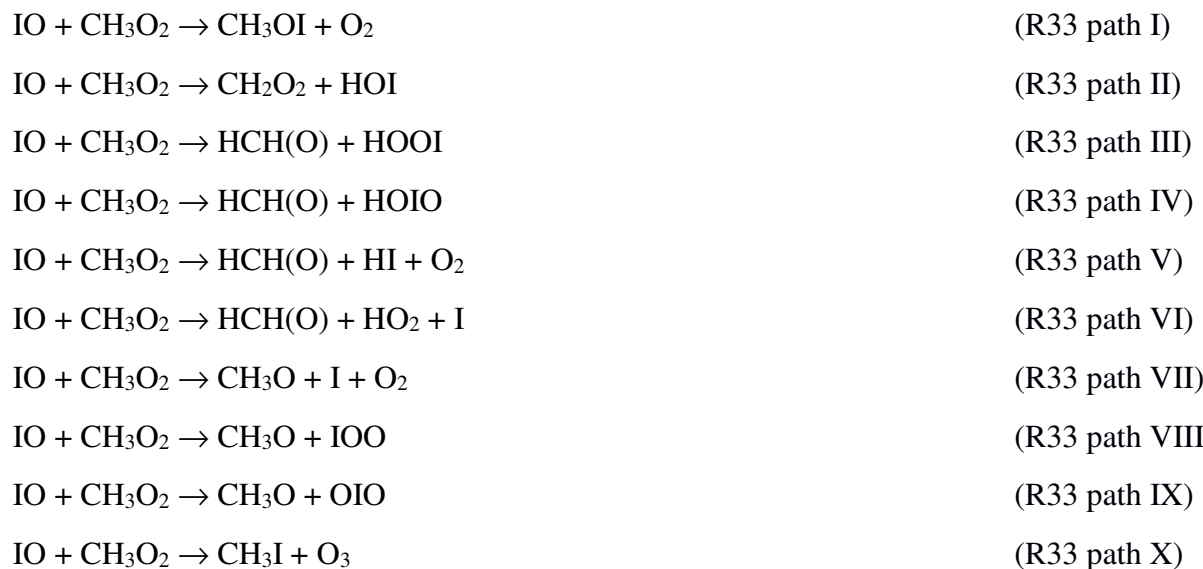 IO + CH₃O₂ → CH₃OI + O₂ (R33 path I)
IO + CH₃O₂ → CH₂O₂ + HOI (R33 path II)
IO + CH₃O₂ → HCH(O) + HOOI (R33 path III)
IO + CH₃O₂ → HCH(O) + HOIO (R33 path IV)
IO + CH₃O₂ → HCH(O) + HI + O₂ (R33 path V)
IO + CH₃O₂ → HCH(O) + HO₂ + I (R33 path VI)
IO + CH₃O₂ → CH₃O + I + O₂ (R33 path VII)
IO + CH₃O₂ → CH₃O + IOO (R33 path VIII
IO + CH₃O₂ → CH₃O + OIO (R33 path IX)
IO + CH₃O₂ → CH₃I + O₃ (R33 path X)